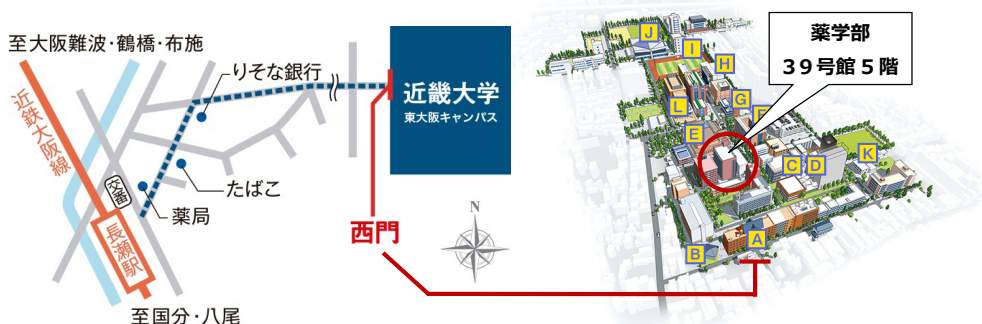 至大阪難波・鶴橋・布施
りそな銀行
近鉄大阪線
近畿大学
東大阪キャンパス
交番
たばこ
薬局
長瀬駅
西門
至国分・八尾
N
薬学部
39号館5階
J
I
H
G
L
E
C
D
K
A
B